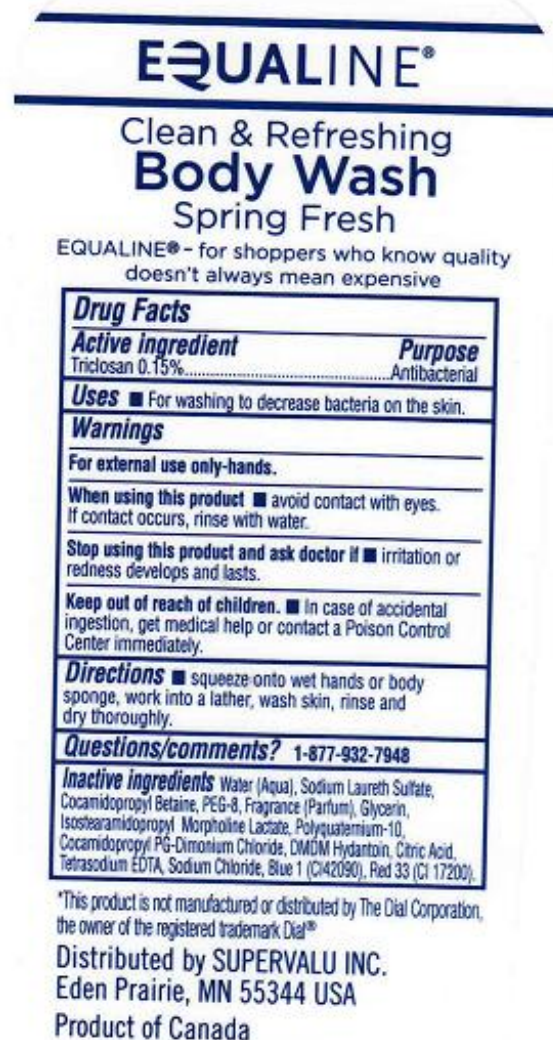 EQUALINE®
Clean & Refreshing
Body Wash
Spring Fresh
EQUALINE® – for shoppers who know quality
doesn't always mean expensive
Drug Facts
Active ingredient Purpose
Triclosan 0.15%..........................................Antibacterial
Uses ■ For washing to decrease bacteria on the skin.
Warnings
For external use only-hands.
When using this product ■ avoid contact with eyes.
If contact occurs, rinse with water.
Stop using this product and ask doctor if ■ irritation or
redness develops and lasts.
Keep out of reach of children. ■ In case of accidental
ingestion, get medical help or contact a Poison Control
Center immediately.
Directions ■ squeeze onto wet hands or body
sponge, work into a lather, wash skin, rinse and
dry thoroughly.
Questions/comments? 1-877-932-7948
Inactive ingredients Water (Aqua), Sodium Laureth Sulfate,
Cocamidopropyl Betaine, PEG-8, Fragrance (Parfum), Glycerin,
Isostearamidopropyl Morpholine Lactate, Polyquaternium-10,
Cocamidopropyl PG-Dimonium Chloride, DMDM Hydantoin, Citric Acid,
Tetrasodium EDTA, Sodium Chloride, Blue 1 (CI42090), Red 33 (CI 17200).
*This product is not manufactured or distributed by The Dial Corporation,
the owner of the registered trademark Dial®
Distributed by SUPERVALU INC.
Eden Prairie, MN 55344 USA
Product of Canada